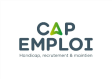 CAP
EMPLOI
Handicap, recrutement & maintien